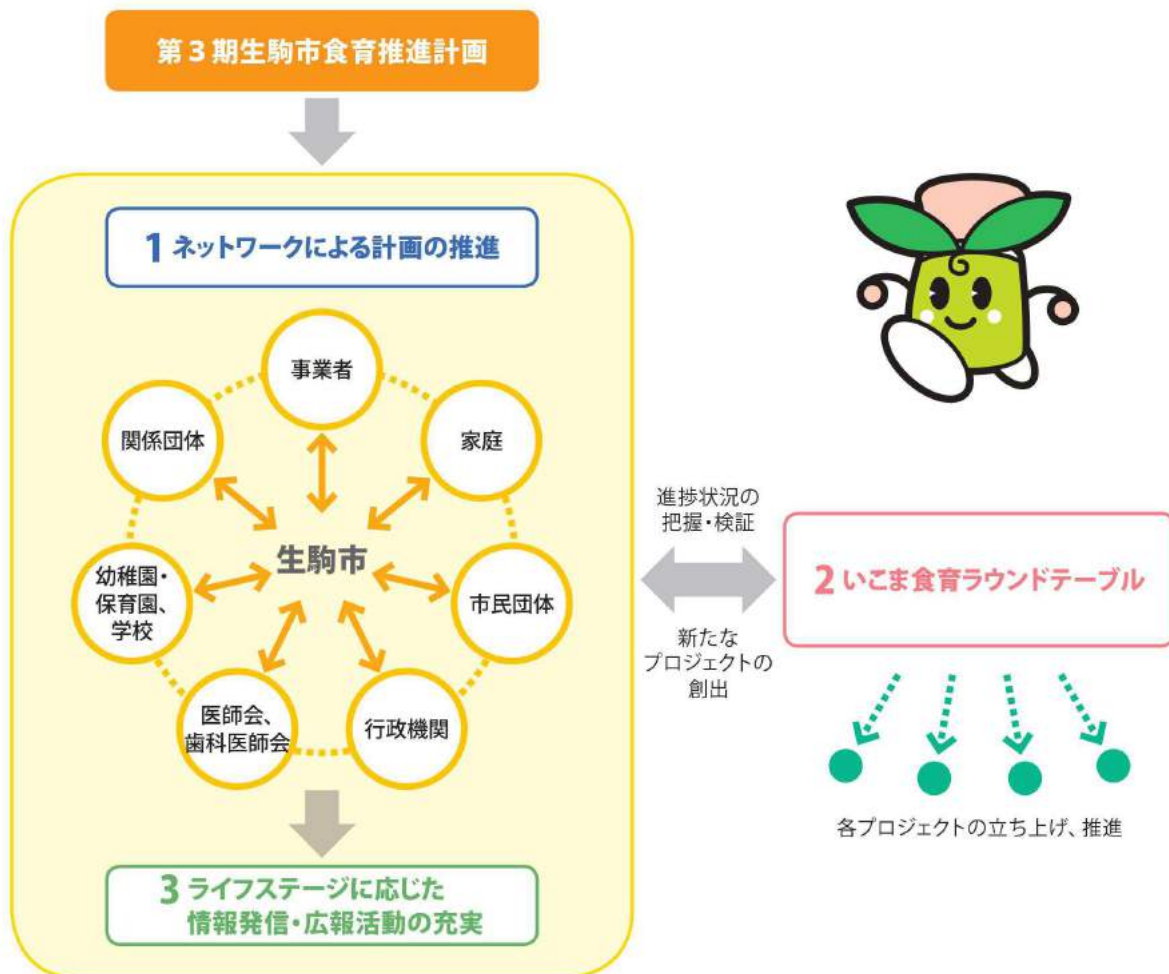 第3期生駒市食育推進計画
1 ネットワークによる計画の推進
事業者
関係団体
家庭
生駒市
幼稚園・
保育園、
学校
市民団体
医師会、
歯科医師会
行政機関
3 ライフステージに応じた
情報発信・広報活動の充実
進捗状況の
把握・検証
新たな
プロジェクトの
創出
2 いこま食育ラウンドテーブル
各プロジェクトの立ち上げ、推進